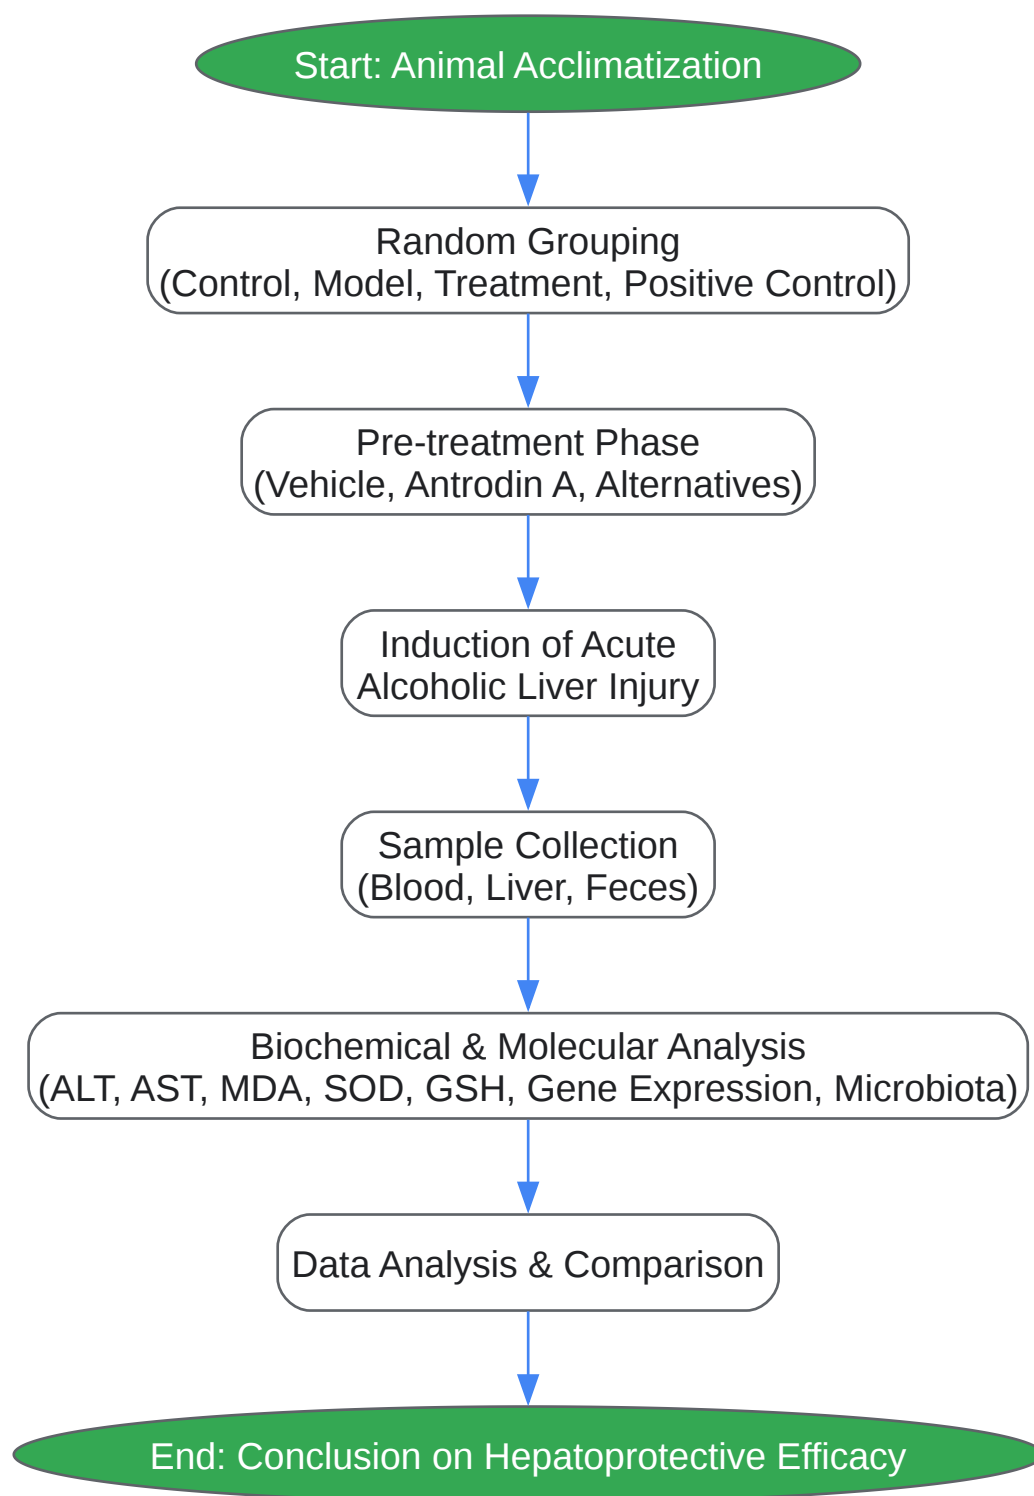 Start: Animal Acclimatization
Random Grouping
(Control, Model, Treatment, Positive Control)
Pre-treatment Phase
(Vehicle, Antrodin A, Alternatives)
Induction of Acute
Alcoholic Liver Injury
Sample Collection
(Blood, Liver, Feces)
Biochemical & Molecular Analysis
(ALT, AST, MDA, SOD, GSH, Gene Expression, Microbiota)
Data Analysis & Comparison
End: Conclusion on Hepatoprotective Efficacy